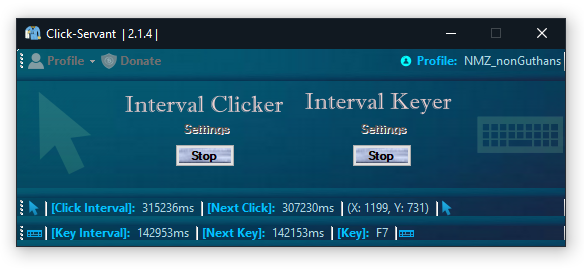 Click-Servant | 2.1.4 |
Profile Donate Profile: NMZ_nonGuthans
Interval Clicker Interval Keyer
Settings Settings
Stop Stop
[Click Interval]: 315236ms [Next Click]: 307230ms (X: 1199, Y: 731)
[Key Interval]: 142953ms [Next Key]: 142153ms [Key]: F7